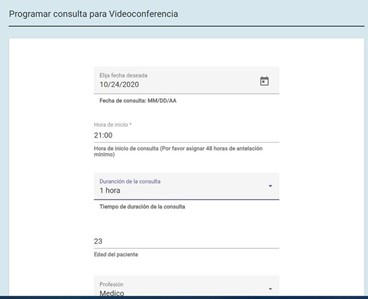 Programar consulta para Videoconferencia
Elija fecha deseada
10/24/2020
Fecha de consulta: MM/DD/AA
Hora de inicio *
21:00
Hora de inicio de consulta (Por favor asignar 48 horas de antelación
mínimo)
Duranción de la consulta
1 hora
Tiempo de duración de la consulta
23
Edad del paciente
Profesión
Medico